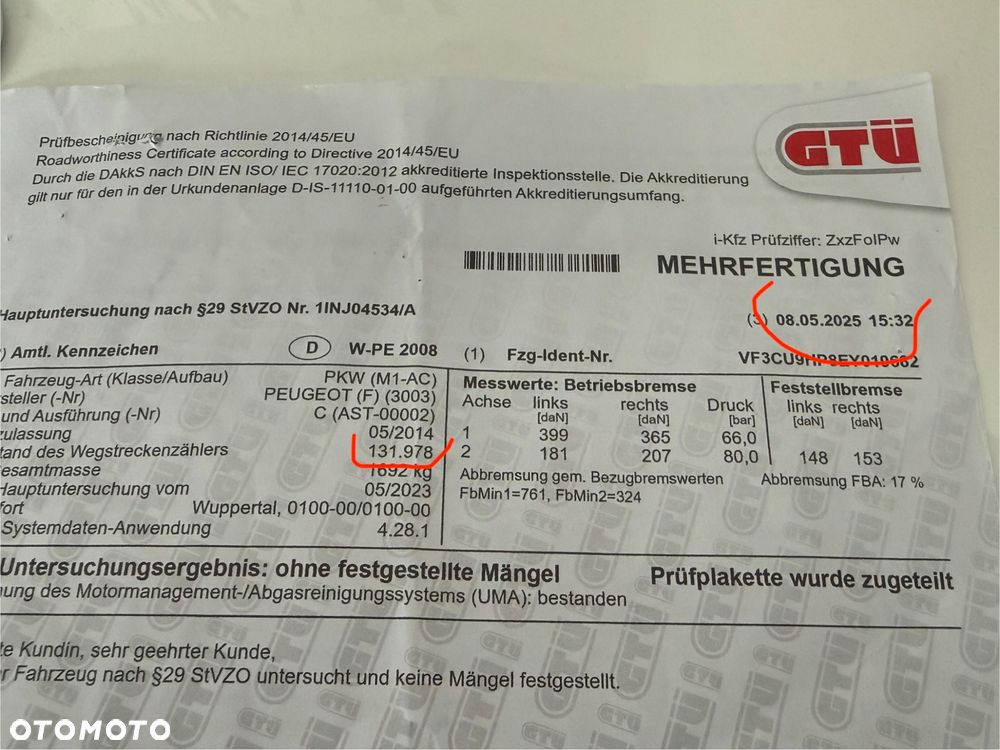 Prüfbescheinigung nach Richtlinie 2014/45/EU
Roadworthiness Certificate according to Directive 2014/45/EU
Durch die DAkkS nach DIN EN ISO/ IEC 17020:2012 akkreditierte Inspektionsstelle. Die Akkreditierung
gilt nur für den in der Urkundenanlage D-IS-11110-01-00 aufgeführten Akkreditierungsumfang.
GTÜ
i-Kfz Prüfziffer: ZxzFoIPw
MEHRFERTIGUNG
Hauptuntersuchung nach §29 StVZO Nr. 1INJ04534/A
(3) 08.05.2025 15:32
) Amtl. Kennzeichen D W-PE 2008 (1) Fzg-Ident-Nr.
Fahrzeug-Art (Klasse/Aufbau) PKW (M1-AC)
steller (-Nr) PEUGEOT (F) (3003)
und Ausführung (-Nr) C (AST-00002)
zulassung 05/2014
tand des Wegstreckenzählers 131.978
esamtmasse 1692 kg
Hauptuntersuchung vom 05/2023
fort Wuppertal, 0100-00/0100-00
Systemdaten-Anwendung 4.28.1
Messwerte: Betriebsbremse Feststellbremse
Achse links rechts Druck links rechts
[daN] [daN] [bar] [daN] [daN]
1 399 365 66,0
2 181 207 80,0 148 153
Abbremsung gem. Bezugbremswerten Abbremsung FBA: 17 %
FbMin1=761, FbMin2=324
Untersuchungsergebnis: ohne festgestellte Mängel Prüfplakette wurde zugeteilt
ung des Motormanagement-/Abgasreinigungssystems (UMA): bestanden
te Kundin, sehr geehrter Kunde,
r Fahrzeug nach §29 StVZO untersucht und keine Mängel festgestellt.
OTOMOTO